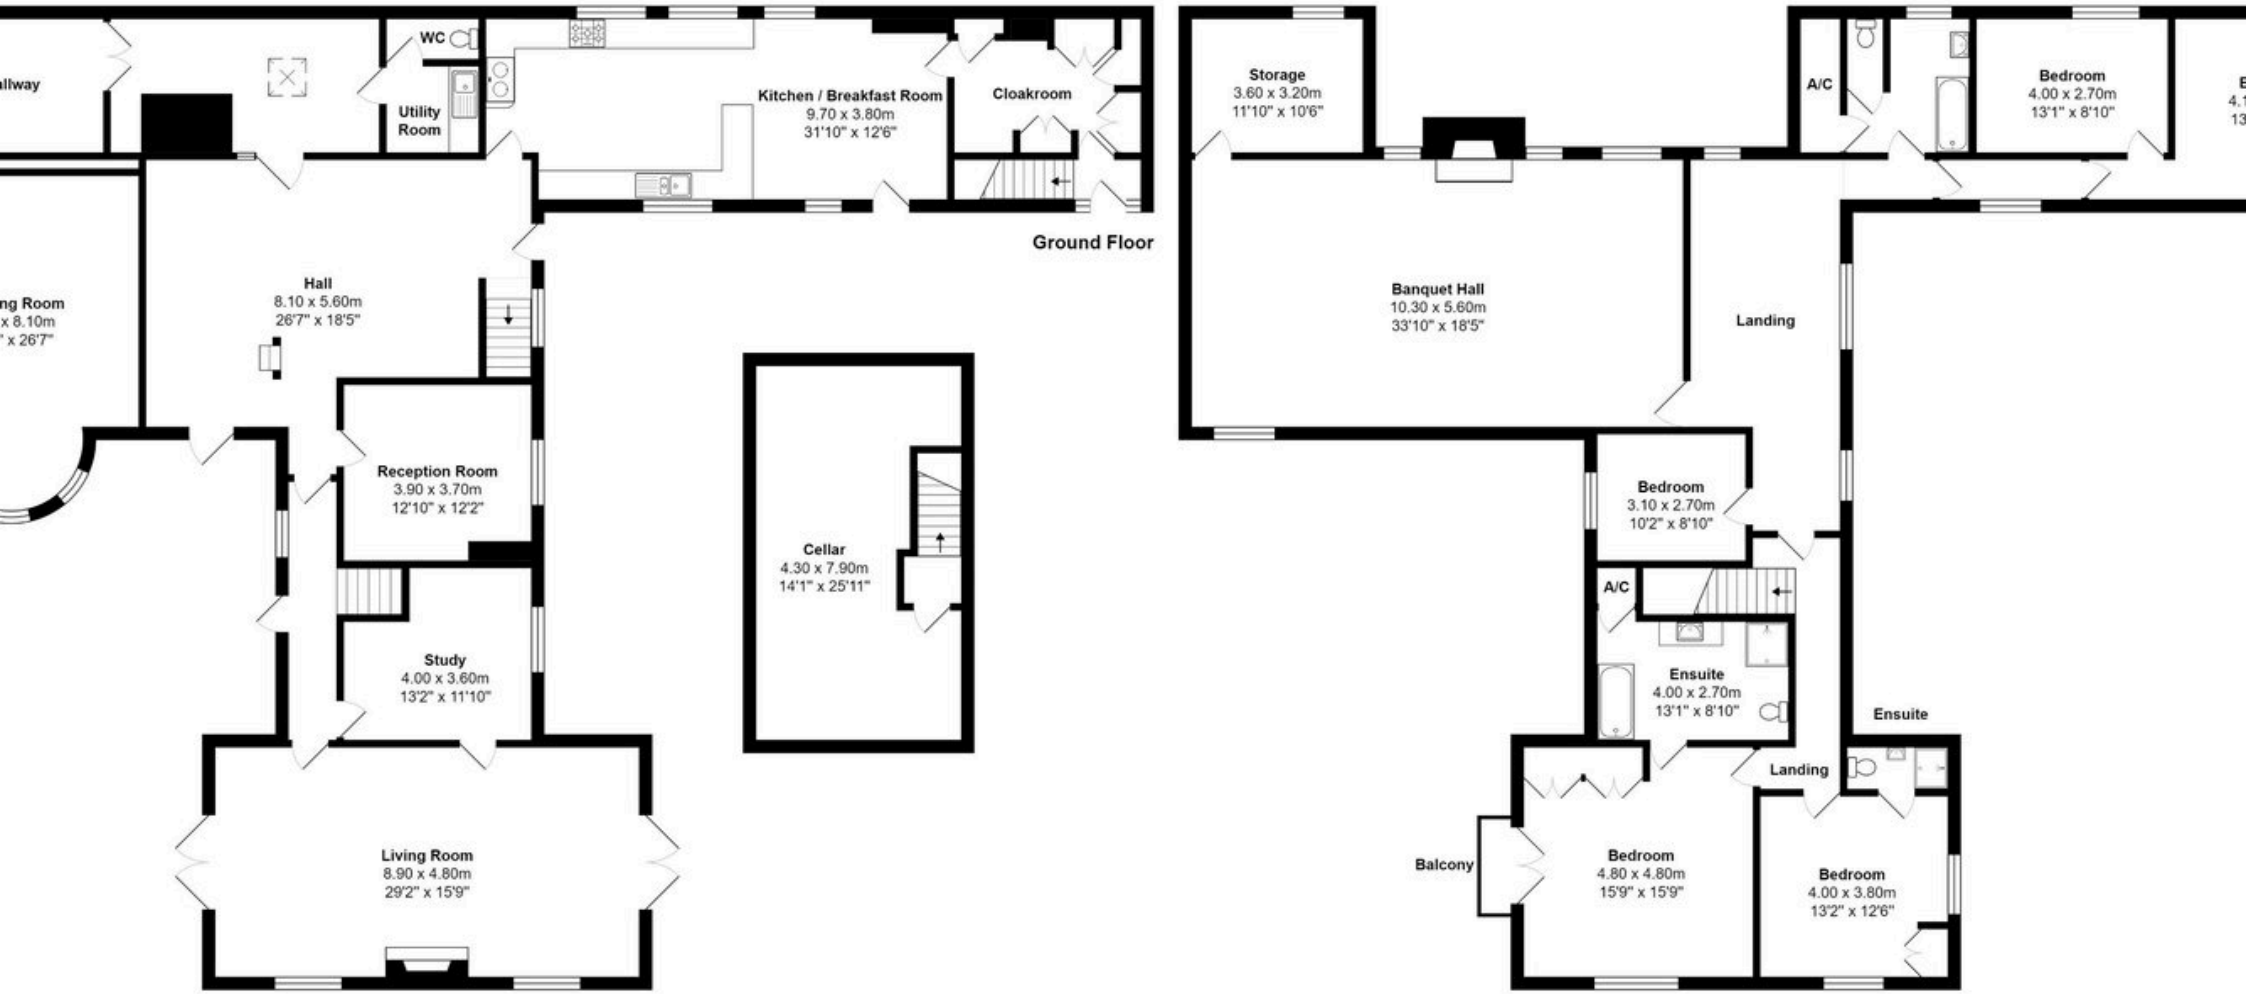 allway
WC
Utility
Room
Kitchen / Breakfast Room
9.70 x 3.80m
31'10" x 12'6"
Cloakroom
Ground Floor
Hall
8.10 x 5.60m
26'7" x 18'5"
ng Room
x 8.10m
" x 26'7"
Reception Room
3.90 x 3.70m
12'10" x 12'2"
Study
4.00 x 3.60m
13'2" x 11'10"
Living Room
8.90 x 4.80m
29'2" x 15'9"
Cellar
4.30 x 7.90m
14'1" x 25'11"
Storage
3.60 x 3.20m
11'10" x 10'6"
A/C
Bedroom
4.00 x 2.70m
13'1" x 8'10"
4.1
13
Banquet Hall
10.30 x 5.60m
33'10" x 18'5"
Landing
Bedroom
3.10 x 2.70m
10'2" x 8'10"
A/C
Ensuite
4.00 x 2.70m
13'1" x 8'10"
Ensuite
Landing
Balcony
Bedroom
4.80 x 4.80m
15'9" x 15'9"
Bedroom
4.00 x 3.80m
13'2" x 12'6"